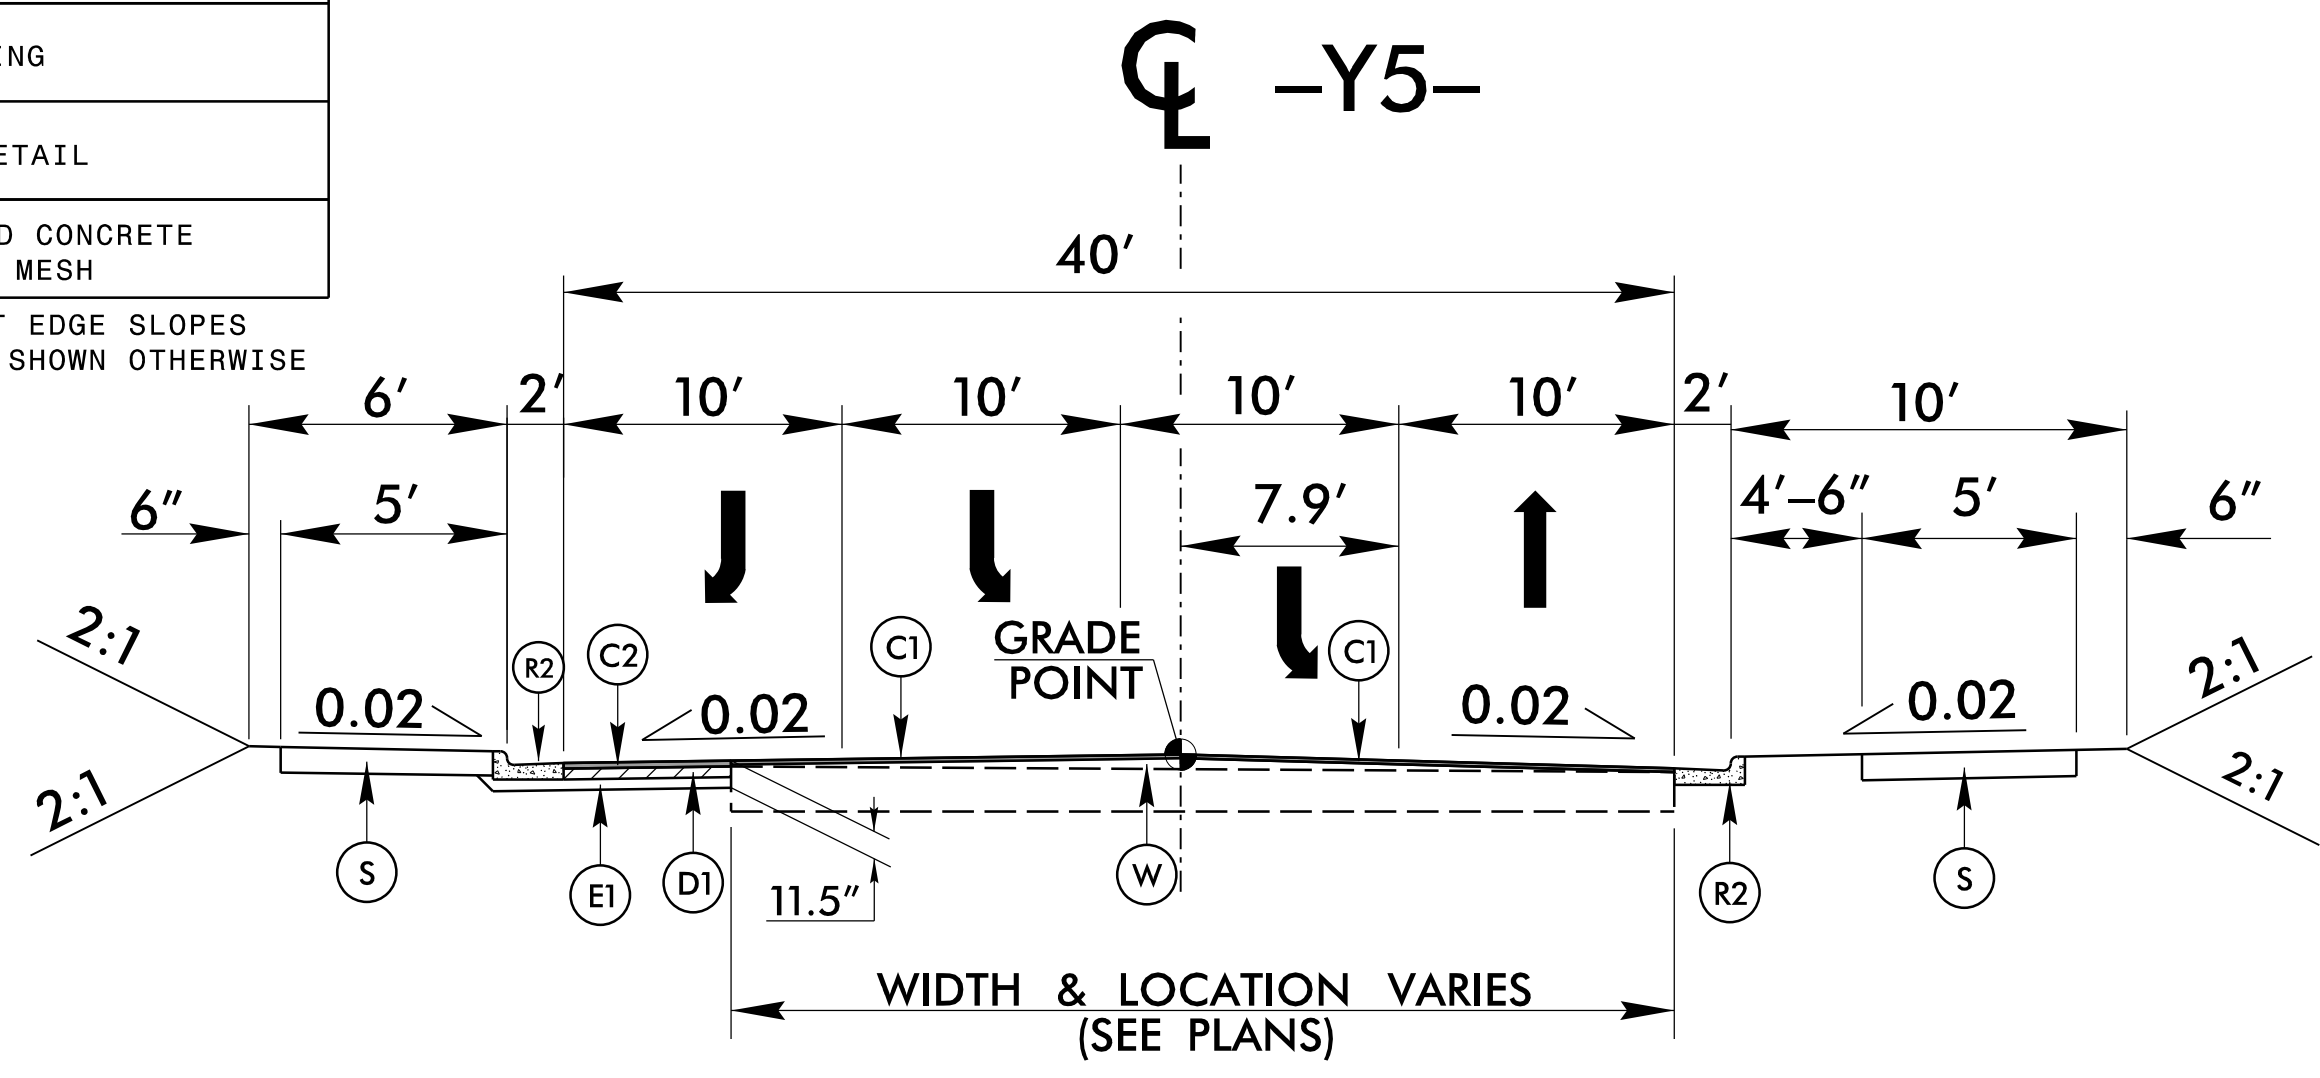 ING
ETAIL
D CONCRETE
MESH
T EDGE SLOPES
SHOWN OTHERWISE
CL –Y5–
40'
6' 2' 10' 10' 10' 10' 2' 10'
6" 5' 7.9' 4'–6" 5' 6"
2:1 R2 C2 C1 GRADE C1 2:1
POINT
0.02 0.02 0.02 0.02
2:1 2:1
S E1 D1 11.5" W R2 S
WIDTH & LOCATION VARIES
(SEE PLANS)